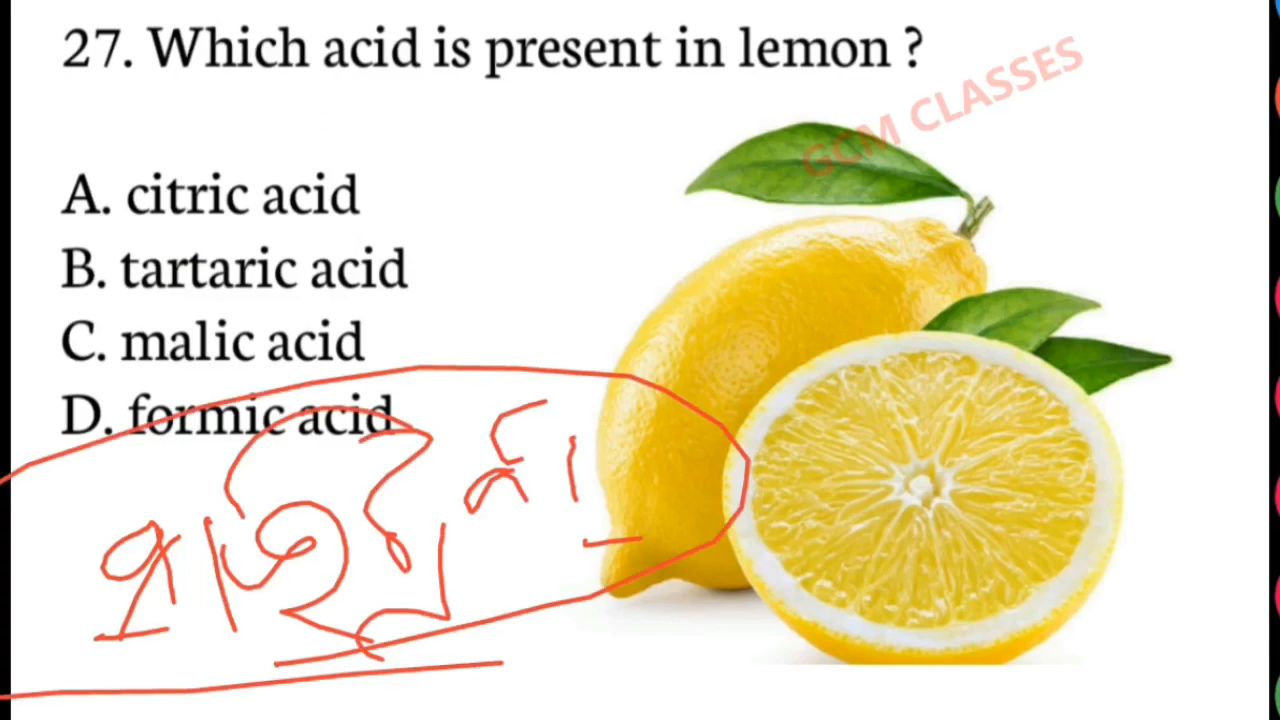 27. Which acid is present in lemon ?
GCM CLASSES
A. citric acid
B. tartaric acid
C. malic acid
D. formic acid